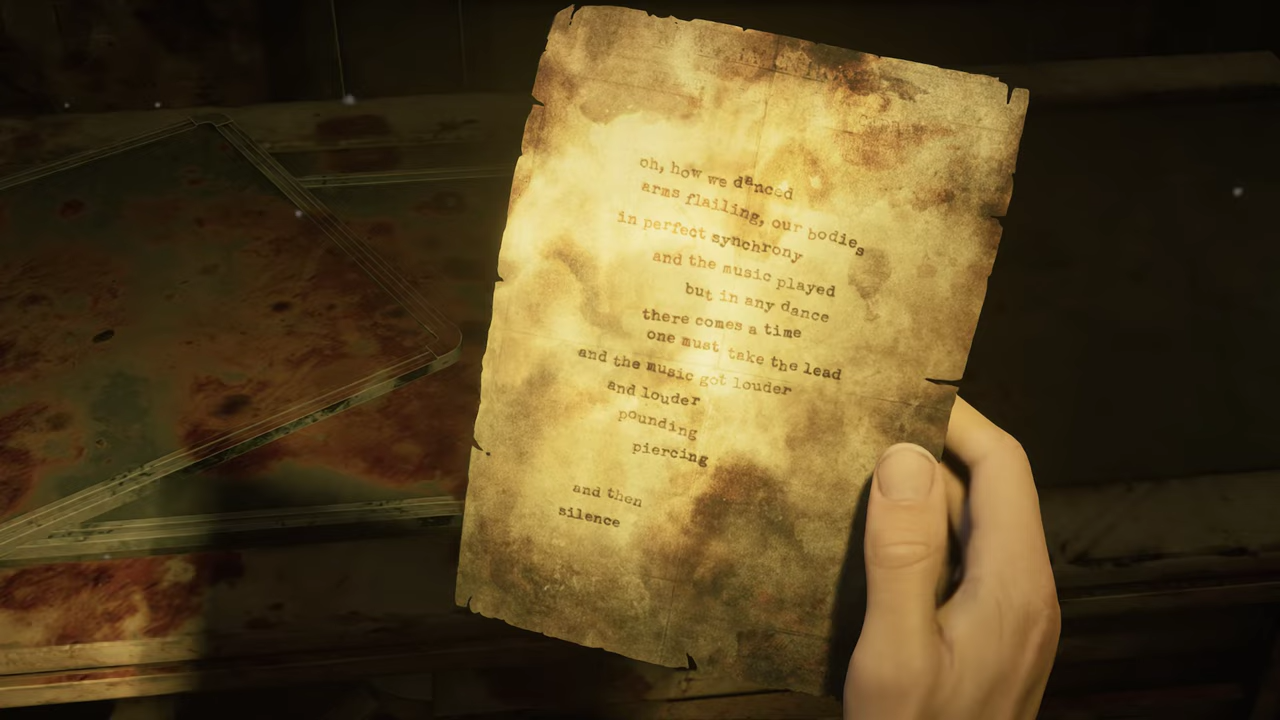 oh, how we danced
arms flailing, our bodies
in perfect synchrony
and the music played
but in any dance
there comes a time
one must take the lead
and the music got louder
and louder
pounding
piercing
and then
silence